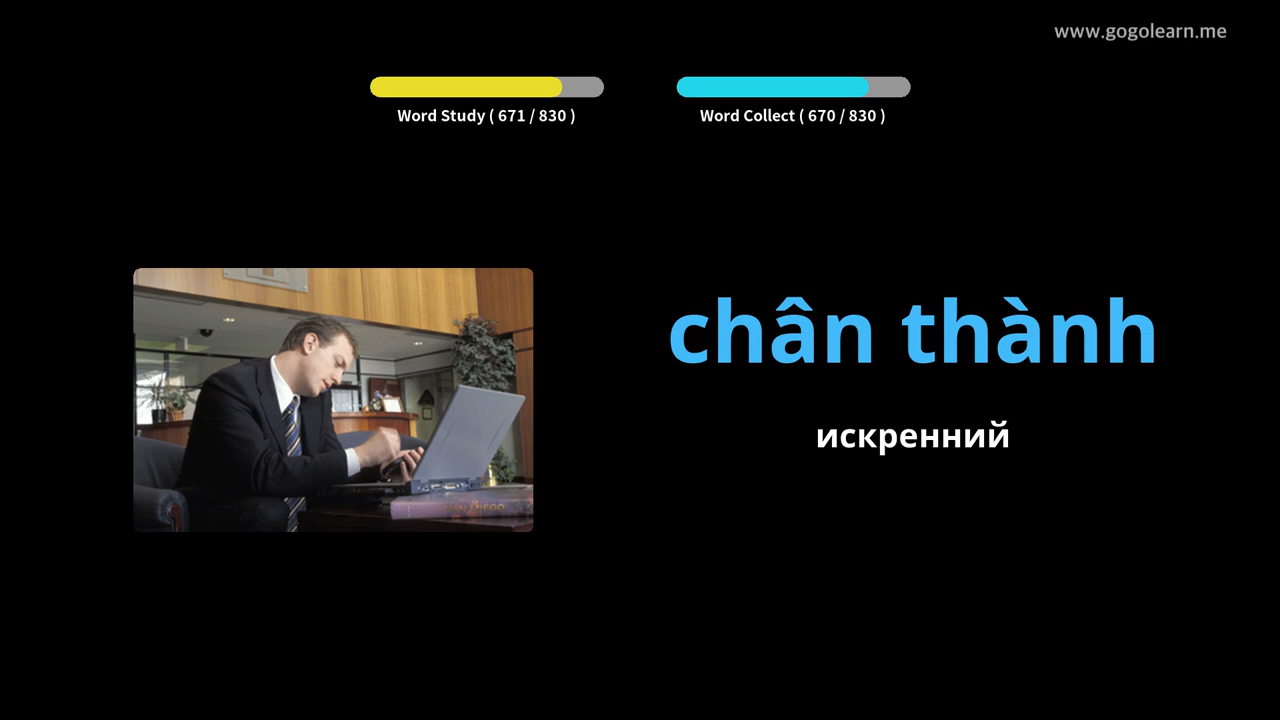 www.gogolearn.me
Word Study ( 671 / 830 )
Word Collect ( 670 / 830 )
chân thành
искренний